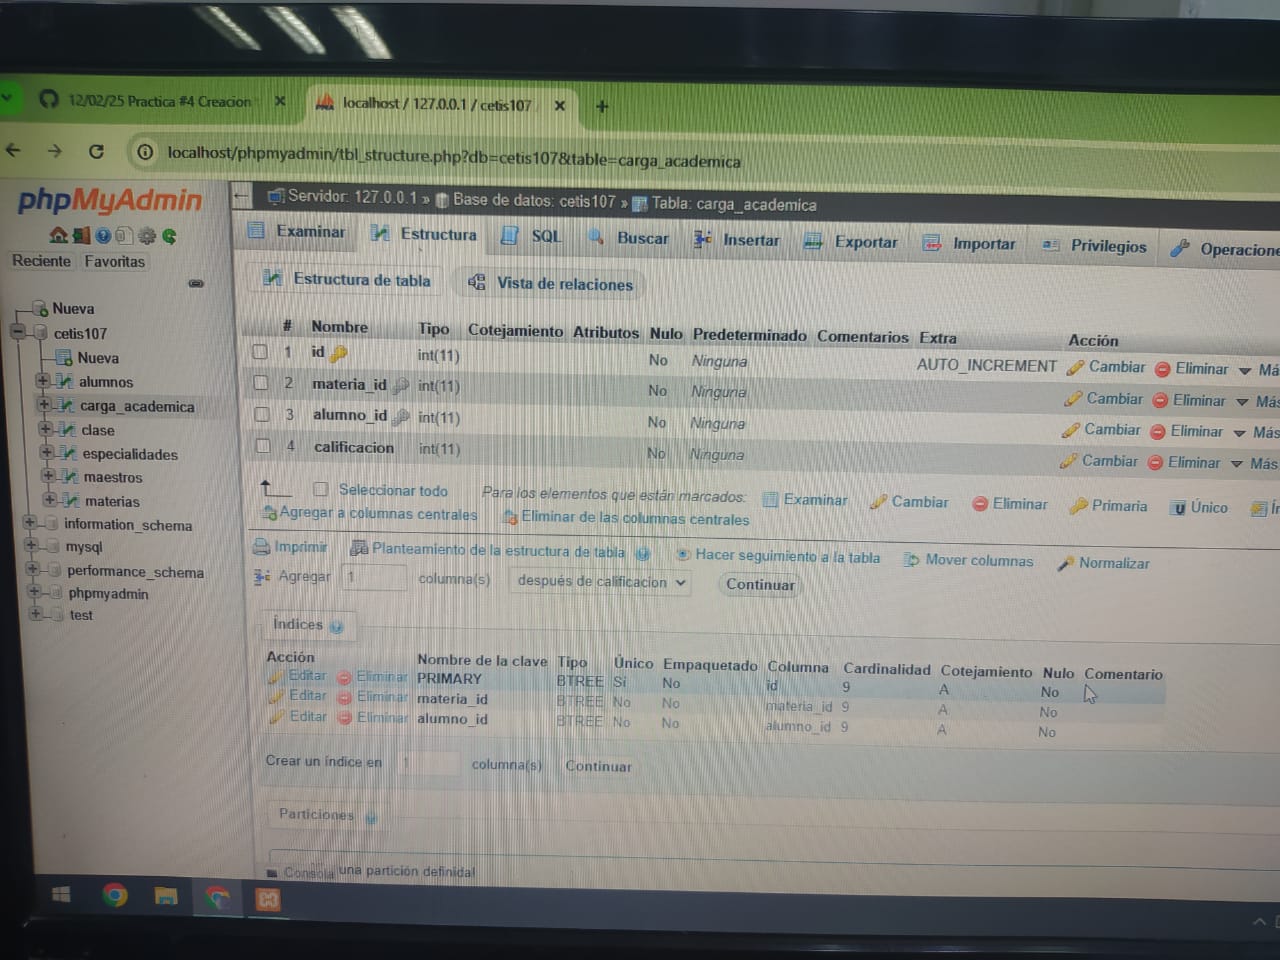 12/02/25 Practica #4 Creacion
localhost / 127.0.0.1 / cetis107
localhost/phpmyadmin/tbl_structure.php?db=cetis107&table=carga_academica
phpMyAdmin
Reciente Favoritas
Nueva
cetis107
Nueva
alumnos
carga_academica
clase
especialidades
maestros
materias
information_schema
mysql
performance_schema
phpmyadmin
test
Servidor: 127.0.0.1 » Base de datos: cetis107 » Tabla: carga_academica
Examinar Estructura SQL Buscar Insertar Exportar Importar Privilegios Operacione
Estructura de tabla Vista de relaciones
# Nombre Tipo Cotejamiento Atributos Nulo Predeterminado Comentarios Extra Acción
1 id int(11) No Ninguna AUTO_INCREMENT Cambiar Eliminar Má
2 materia_id int(11) No Ninguna Cambiar Eliminar Más
3 alumno_id int(11) No Ninguna Cambiar Eliminar Más
4 calificacion int(11) No Ninguna Cambiar Eliminar Más
Seleccionar todo Para los elementos que están marcados: Examinar Cambiar Eliminar Primaria Único Ín
Agregar a columnas centrales Eliminar de las columnas centrales
Imprimir Planteamiento de la estructura de tabla Hacer seguimiento a la tabla Mover columnas Normalizar
Agregar 1 columna(s) después de calificacion Continuar
Índices
Acción Nombre de la clave Tipo Único Empaquetado Columna Cardinalidad Cotejamiento Nulo Comentario
Editar Eliminar PRIMARY BTREE Sí No id 9 A No
Editar Eliminar materia_id BTREE No No materia_id 9 A No
Editar Eliminar alumno_id BTREE No No alumno_id 9 A No
Crear un índice en 1 columna(s) Continuar
Particiones
Consola una partición definida!